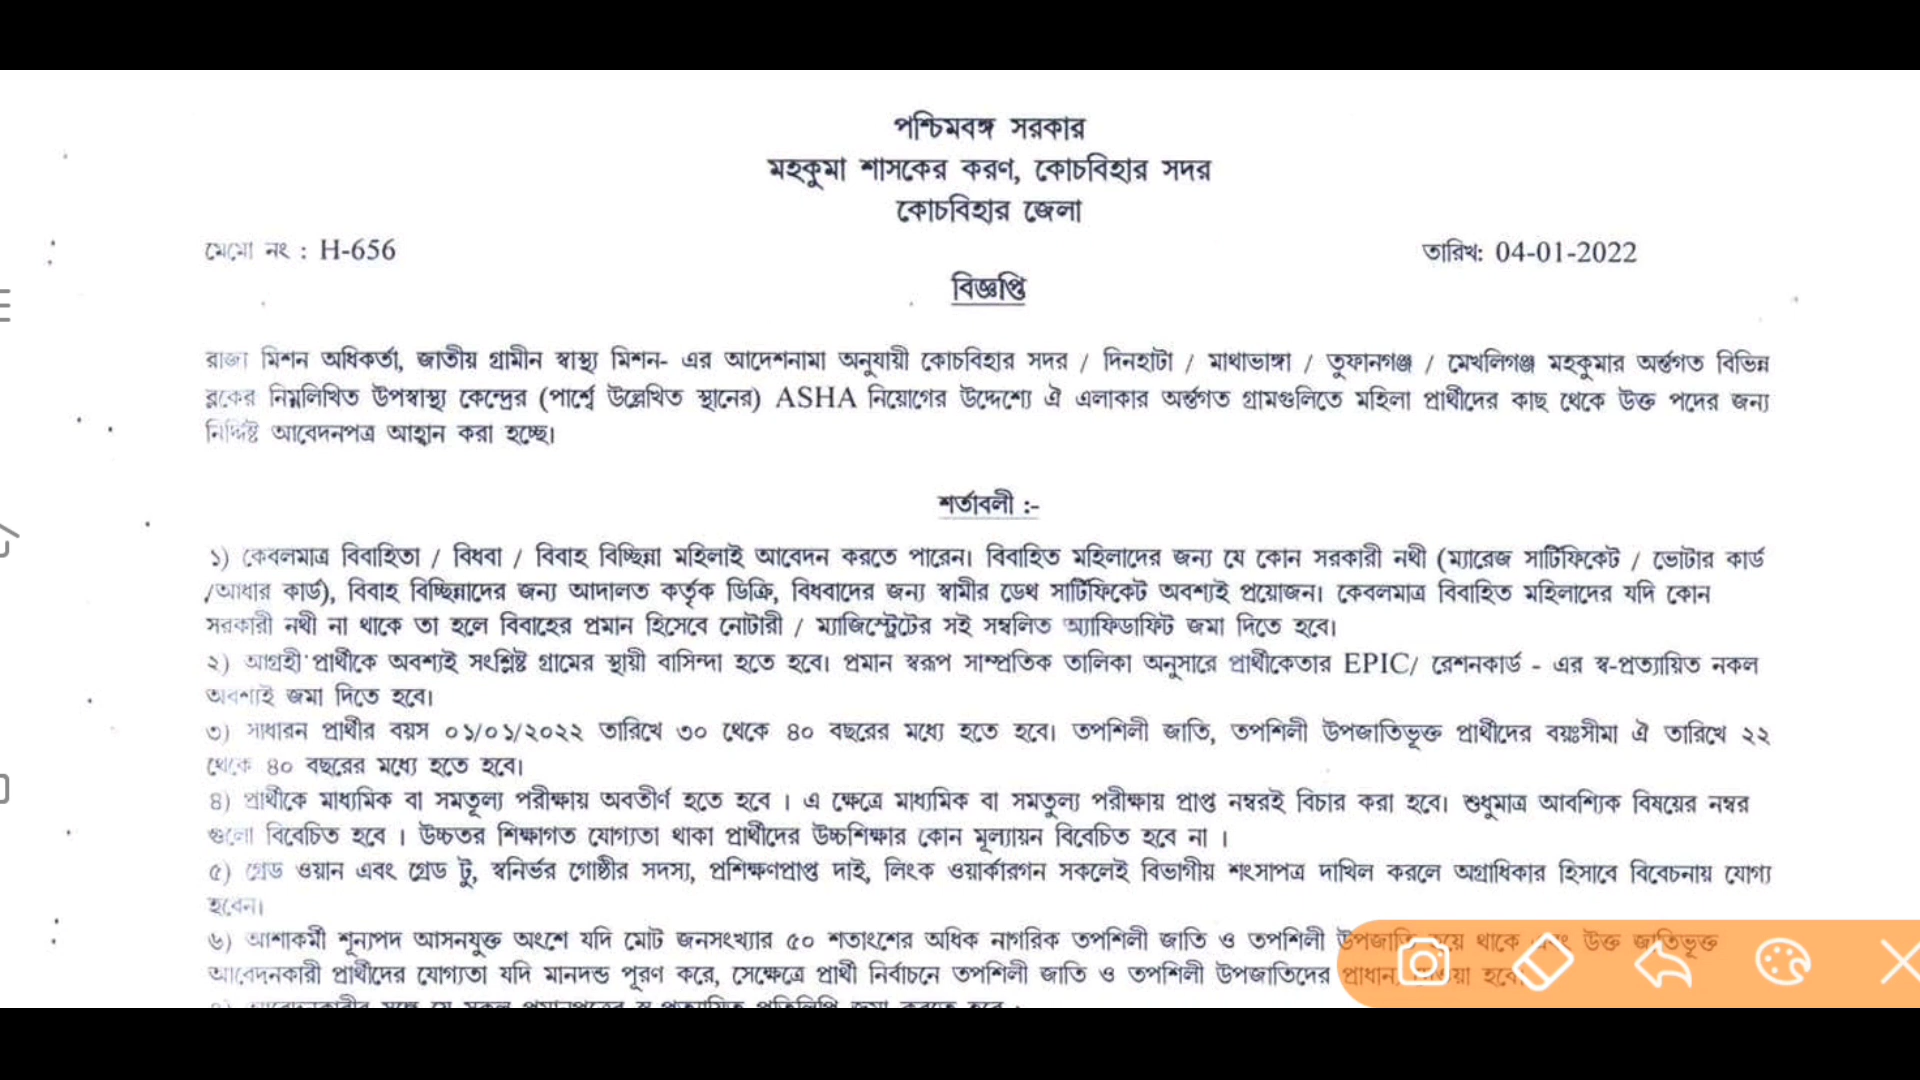 পশ্চিমবঙ্গ সরকার
মহকুমা শাসকের করণ, কোচবিহার সদর
কোচবিহার জেলা
মেমো নং : H-656
তারিখ: 04-01-2022
বিজ্ঞপ্তি
রাজ্য মিশন অধিকর্তা, জাতীয় গ্রামীন স্বাস্থ্য মিশন- এর আদেশনামা অনুযায়ী কোচবিহার সদর / দিনহাটা / মাথাভাঙ্গা / তুফানগঞ্জ / মেখলিগঞ্জ মহকুমার অর্ন্তগত বিভিন্ন
ব্লকের নিম্নলিখিত উপস্বাস্থ্য কেন্দ্রের (পার্শ্বে উল্লেখিত স্থানের) ASHA নিয়োগের উদ্দেশ্যে ঐ এলাকার অর্ন্তগত গ্রামগুলিতে মহিলা প্রার্থীদের কাছ থেকে উক্ত পদের জন্য
নির্দ্দিষ্ট আবেদনপত্র আহ্বান করা হচ্ছে।
শর্তাবলী :-
১) কেবলমাত্র বিবাহিতা / বিধবা / বিবাহ বিচ্ছিন্না মহিলাই আবেদন করতে পারেন। বিবাহিত মহিলাদের জন্য যে কোন সরকারী নথী (ম্যারেজ সার্টিফিকেট / ভোটার কার্ড
/আধার কার্ড), বিবাহ বিচ্ছিন্নাদের জন্য আদালত কর্তৃক ডিক্রি, বিধবাদের জন্য স্বামীর ডেথ সার্টিফিকেট অবশ্যই প্রয়োজন। কেবলমাত্র বিবাহিত মহিলাদের যদি কোন
সরকারী নথী না থাকে তা হলে বিবাহের প্রমান হিসেবে নোটারী / ম্যাজিস্ট্রেটের সই সম্বলিত অ্যাফিডাফিট জমা দিতে হবে।
২) আগ্রহী প্রার্থীকে অবশ্যই সংশ্লিষ্ট গ্রামের স্থায়ী বাসিন্দা হতে হবে। প্রমান স্বরূপ সাম্প্রতিক তালিকা অনুসারে প্রার্থীকেতার EPIC/ রেশনকার্ড - এর স্ব-প্রত্যায়িত নকল
অবশ্যই জমা দিতে হবে।
৩) সাধারন প্রার্থীর বয়স ০১/০১/২০২২ তারিখে ৩০ থেকে ৪০ বছরের মধ্যে হতে হবে। তপশিলী জাতি, তপশিলী উপজাতিভূক্ত প্রার্থীদের বয়ঃসীমা ঐ তারিখে ২২
থেকে ৪০ বছরের মধ্যে হতে হবে।
৪) প্রার্থীকে মাধ্যমিক বা সমতূল্য পরীক্ষায় অবতীর্ণ হতে হবে । এ ক্ষেত্রে মাধ্যমিক বা সমতুল্য পরীক্ষায় প্রাপ্ত নম্বরই বিচার করা হবে। শুধুমাত্র আবশ্যিক বিষয়ের নম্বর
গুলো বিবেচিত হবে । উচ্চতর শিক্ষাগত যোগ্যতা থাকা প্রার্থীদের উচ্চশিক্ষার কোন মূল্যায়ন বিবেচিত হবে না ।
৫) গ্রেড ওয়ান এবং গ্রেড টু, স্বনির্ভর গোষ্ঠীর সদস্য, প্রশিক্ষণপ্রাপ্ত দাই, লিংক ওয়ার্কারগন সকলেই বিভাগীয় শংসাপত্র দাখিল করলে অগ্রাধিকার হিসাবে বিবেচনায় যোগ্য
হবেন।
৬) আশাকর্মী শূন্যপদ আসনযুক্ত অংশে যদি মোট জনসংখ্যার ৫০ শতাংশের অধিক নাগরিক তপশিলী জাতি ও তপশিলী উপজাতি হয়ে থাকে এবং উক্ত জাতিভূক্ত
আবেদনকারী প্রার্থীদের যোগ্যতা যদি মানদন্ড পূরণ করে, সেক্ষেত্রে প্রার্থী নির্বাচনে তপশিলী জাতি ও তপশিলী উপজাতিদের প্রাধান্য হবে।